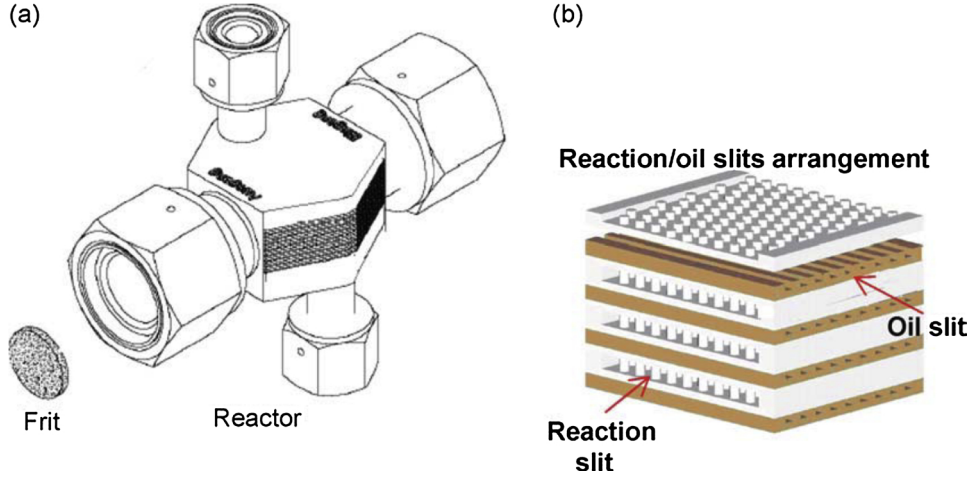 (a)
(b)
Reaction/oil slits arrangement
Oil slit
Frit
Reactor
Reaction
slit